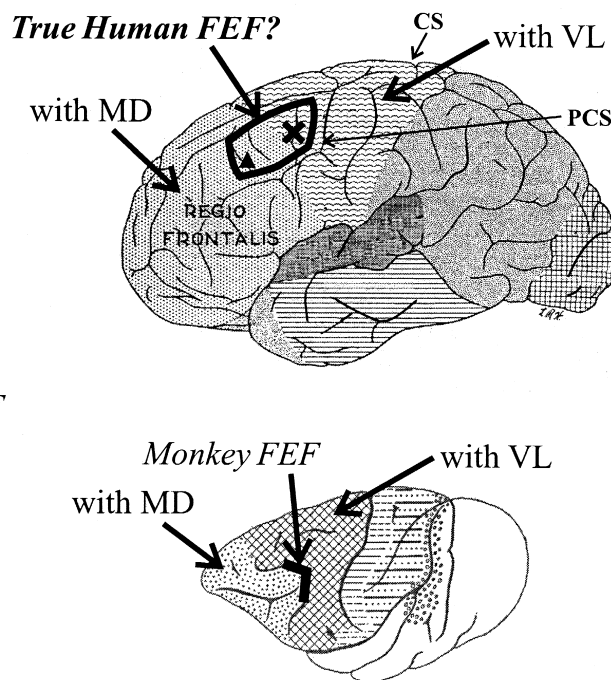 True Human FEF?
CS
with VL
with MD
PCS
REGIO
FRONTALIS
Monkey FEF
with VL
with MD